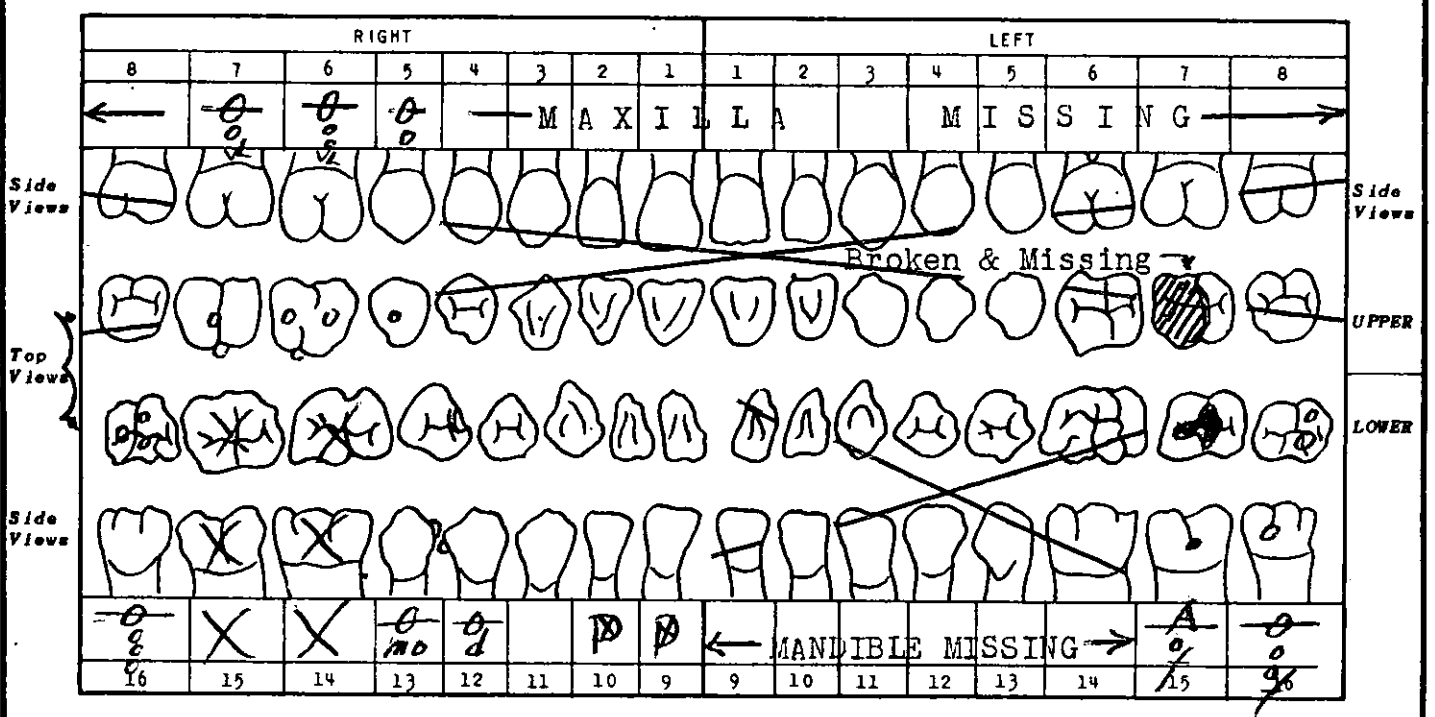 RIGHT LEFT
8 7 6 5 4 3 2 1 1 2 3 4 5 6 7 8
MAXILLA MISSING
O O O
o o o
Side Views
Side Views
Broken & Missing
UPPER
Top Views
LOWER
Side Views
O O O A O
mo d MANDIBLE MISSING o o
16 15 14 13 12 11 10 9 9 10 11 12 13 14 15 16